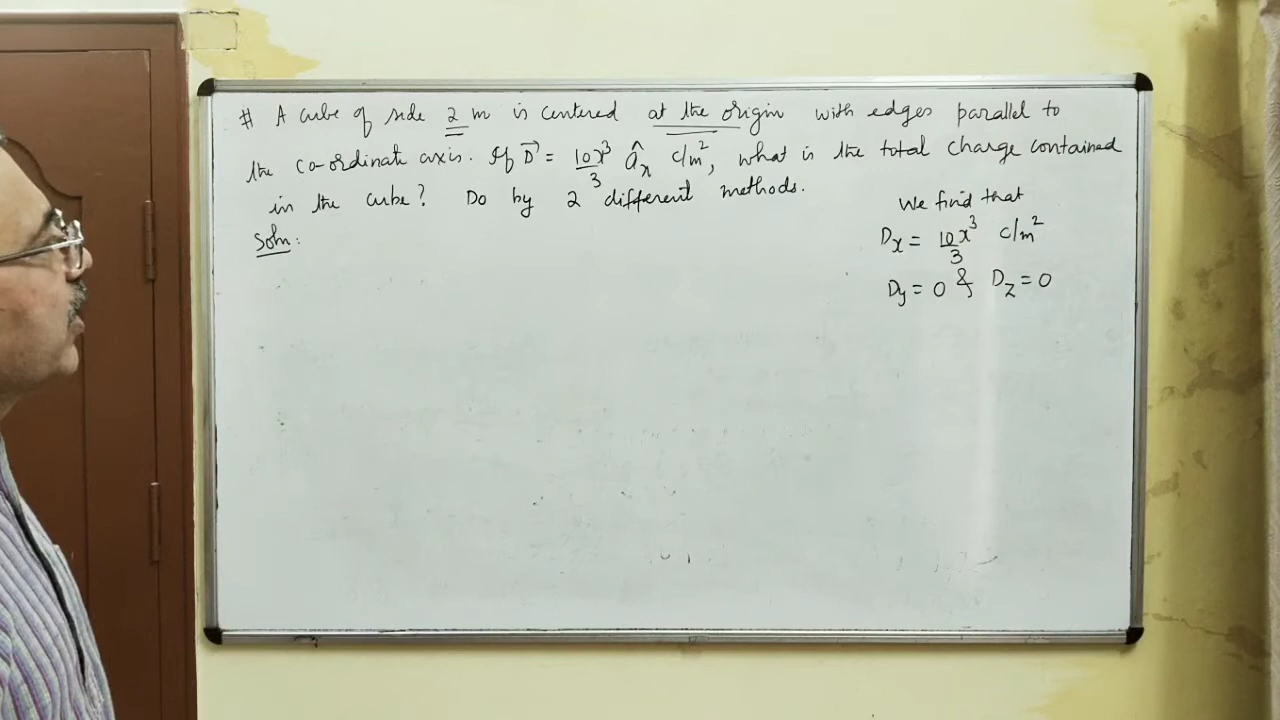 # A cube of side 2 m is centered at the origin with edges parallel to
the co-ordinate axis. If D⃗ = 10x³/3 âₓ c/m², what is the total charge contained
in the cube? Do by 2 different methods.
Soln:
We find that
Dₓ = 10x³/3 c/m²
Dy = 0 & Dz = 0